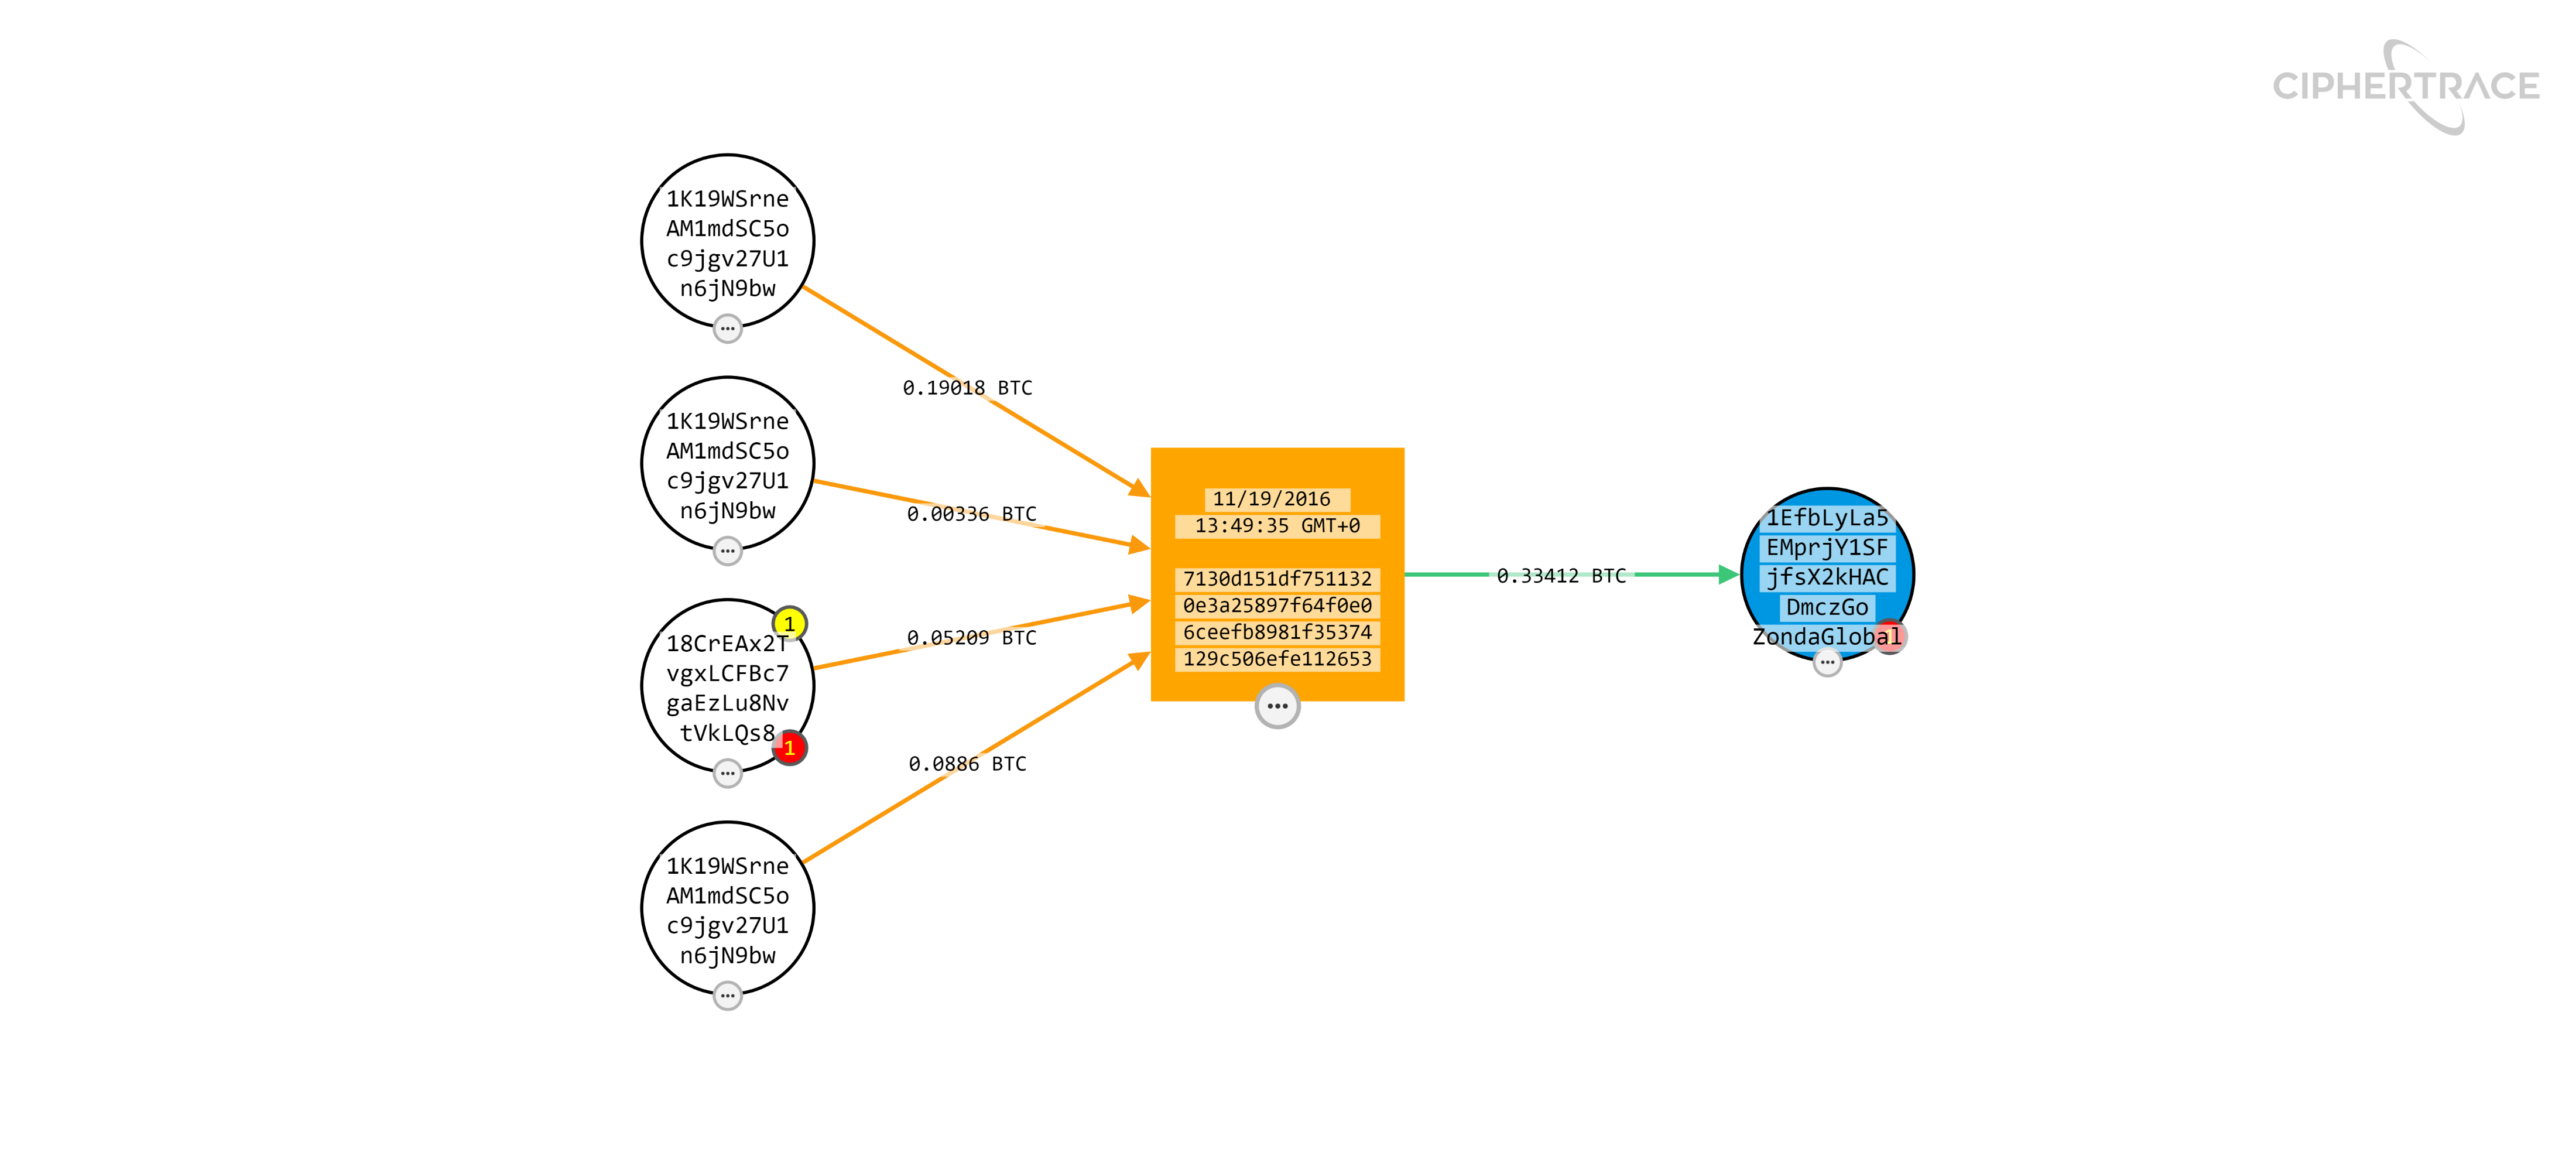 CIPHERTRACE
1K19WSrne
AM1mdSC5o
c9jgv27U1
n6jN9bw
0.19018 BTC
1K19WSrne
AM1mdSC5o
c9jgv27U1
n6jN9bw
0.00336 BTC
18CrEAx2T
vgxLCFBc7
gaEzLu8Nv
tVkLQs8
1
1
0.05209 BTC
1K19WSrne
AM1mdSC5o
c9jgv27U1
n6jN9bw
0.0886 BTC
11/19/2016
13:49:35 GMT+0
7130d151df751132
0e3a25897f64f0e0
6ceefb8981f35374
129c506efe112653
0.33412 BTC
1EfbLyLa5
EMprjY1SF
jfsX2kHAC
DmczGo
ZondaGlobal